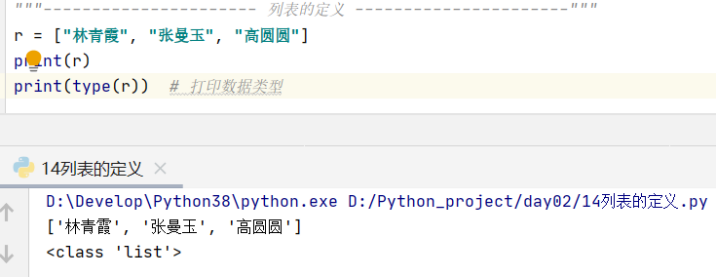 """----------------------- 列表的定义 -----------------------"""
r = ["林青霞", "张曼玉", "高圆圆"]
print(r)
print(type(r))  # 打印数据类型
14列表的定义 ×
D:\Develop\Python38\python.exe D:/Python_project/day02/14列表的定义.py
['林青霞', '张曼玉', '高圆圆']
<class 'list'>